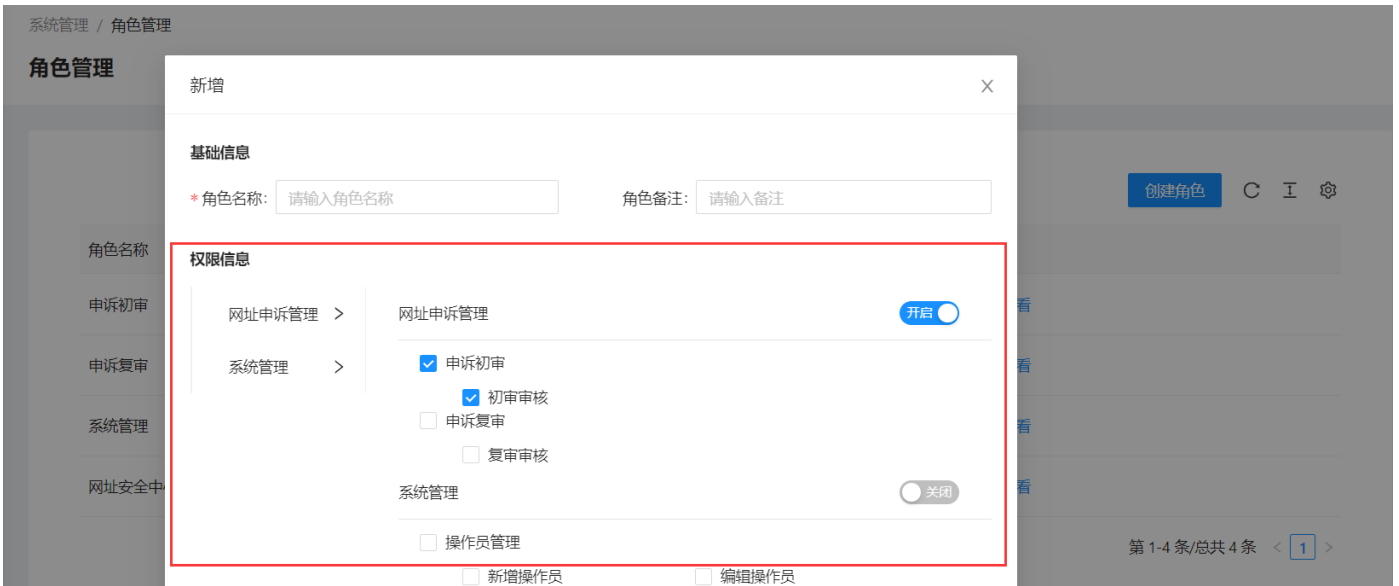 系统管理 / 角色管理
角色管理
新增
基础信息
*角色名称: 请输入角色名称 角色备注: 请输入备注
创建角色
角色名称
权限信息
申诉初审
网址申诉管理 >
网址申诉管理
开启
看
申诉复审
系统管理 >
申诉初审
看
初审审核
系统管理
申诉复审
看
复审审核
网址安全中
系统管理
关闭
看
操作员管理
第 1-4 条/总共 4 条 < 1 >
新增操作员 编辑操作员